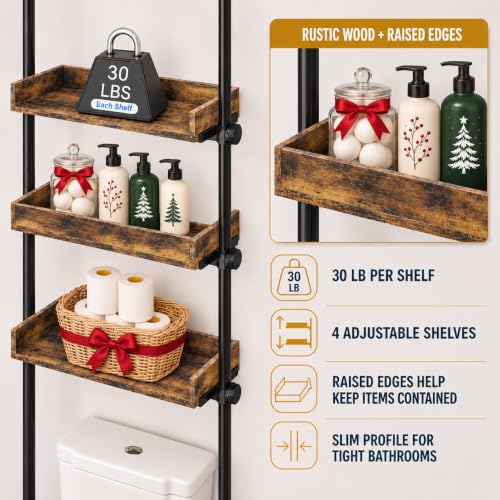 30
LBS
Each Shelf
RUSTIC WOOD + RAISED EDGES
30
LB
30 LB PER SHELF
4 ADJUSTABLE SHELVES
RAISED EDGES HELP
KEEP ITEMS CONTAINED
SLIM PROFILE FOR
TIGHT BATHROOMS